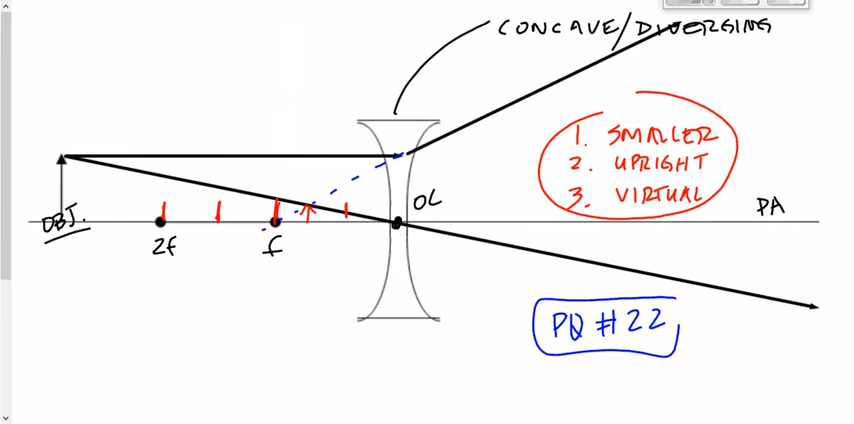 CONCAVE/DIVERGING
1. SMALLER
2. UPRIGHT
3. VIRTUAL
OC
PA
OBJ.
2f
f
PQ #22